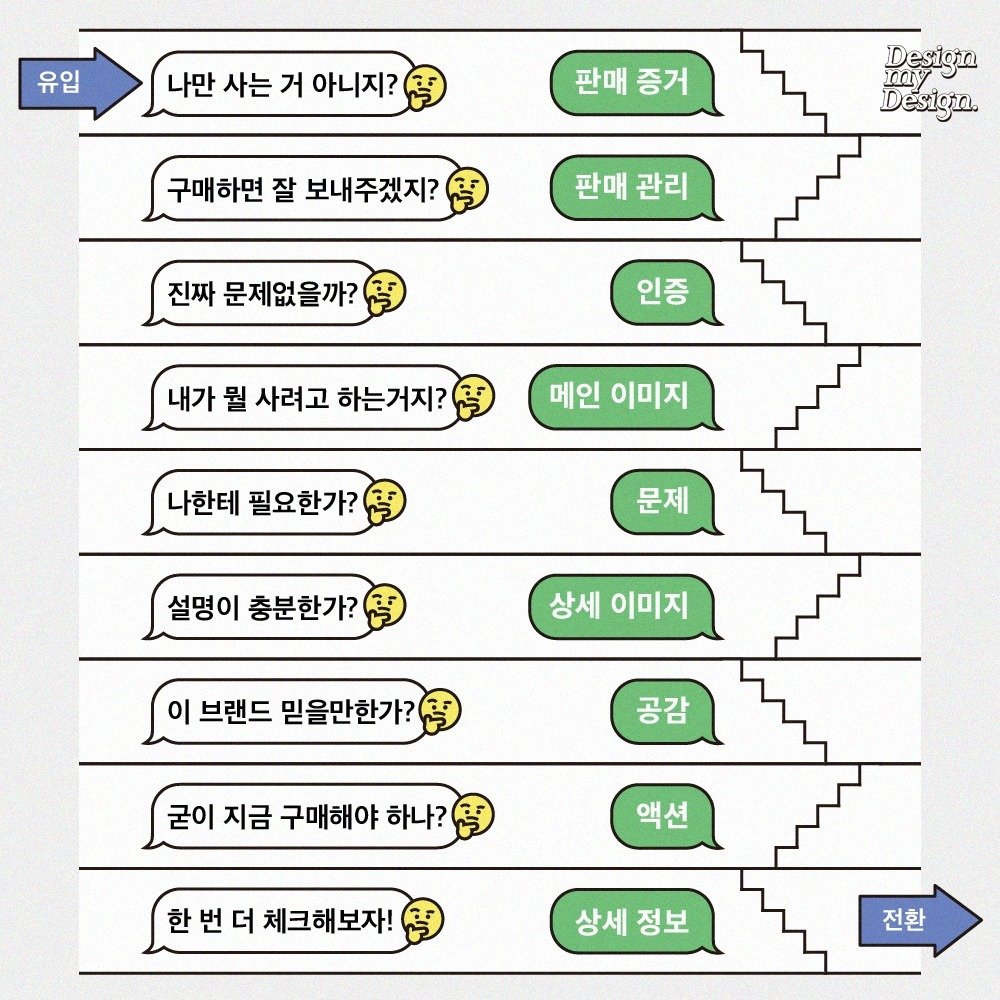 유입
나만 사는 거 아니지?
판매 증거
Design
my
Design.
구매하면 잘 보내주겠지?
판매 관리
진짜 문제없을까?
인증
내가 뭘 사려고 하는거지?
메인 이미지
나한테 필요한가?
문제
설명이 충분한가?
상세 이미지
이 브랜드 믿을만한가?
공감
굳이 지금 구매해야 하나?
액션
한 번 더 체크해보자!
상세 정보
전환